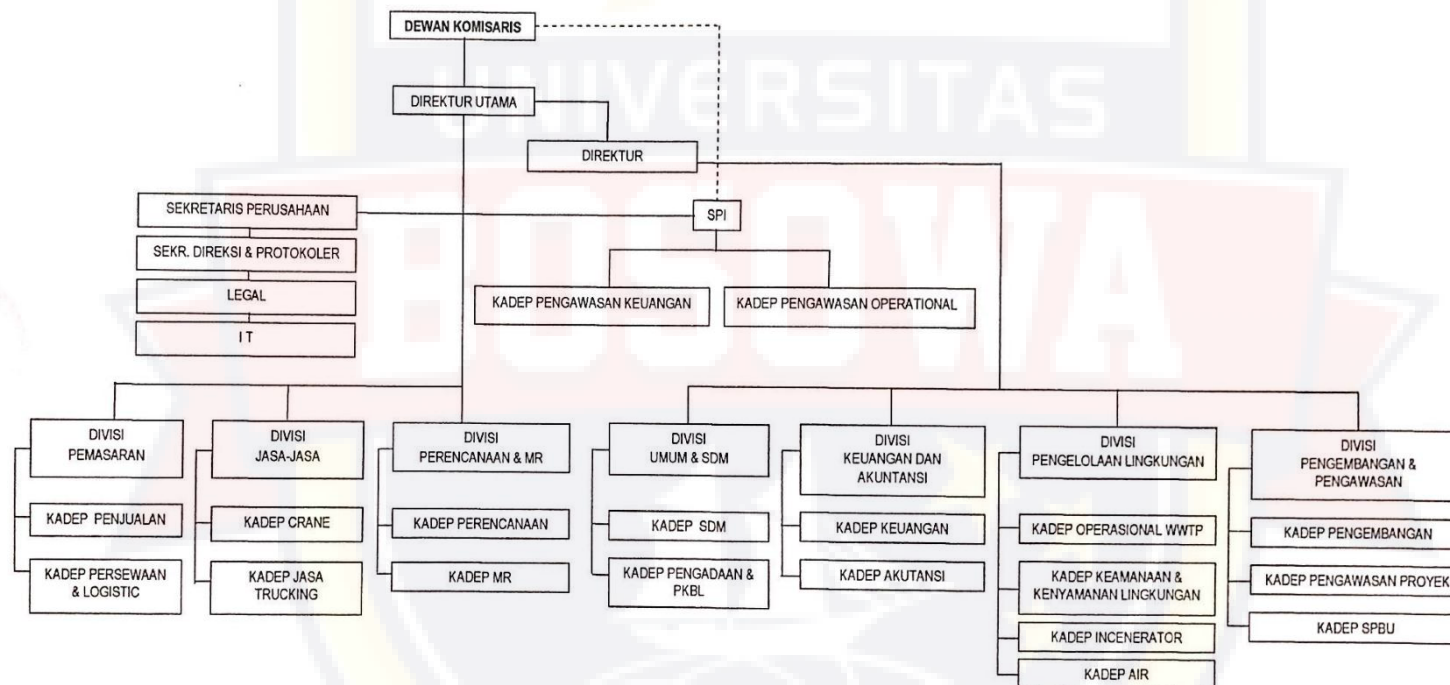 DEWAN KOMISARIS
UNIVERSITAS
DIREKTUR UTAMA
DIREKTUR
BOSOWA
SEKRETARIS PERUSAHAAN
SPI
SEKR. DIREKSI & PROTOKOLER
LEGAL
I T
KADEP PENGAWASAN KEUANGAN
KADEP PENGAWASAN OPERATIONAL
DIVISI
PEMASARAN
KADEP PENJUALAN
KADEP PERSEWAAN
& LOGISTIC
DIVISI
JASA-JASA
KADEP CRANE
KADEP JASA
TRUCKING
DIVISI
PERENCANAAN & MR
KADEP PERENCANAAN
KADEP MR
DIVISI
UMUM & SDM
KADEP SDM
KADEP PENGADAAN &
PKBL
DIVISI
KEUANGAN DAN
AKUNTANSI
KADEP KEUANGAN
KADEP AKUTANSI
DIVISI
PENGELOLAAN LINGKUNGAN
KADEP OPERASIONAL WWTP
KADEP KEAMANAAN &
KENYAMANAN LINGKUNGAN
KADEP INCENERATOR
KADEP AIR
DIVISI
PENGEMBANGAN &
PENGAWASAN
KADEP PENGEMBANGAN
KADEP PENGAWASAN PROYEK
KADEP SPBU